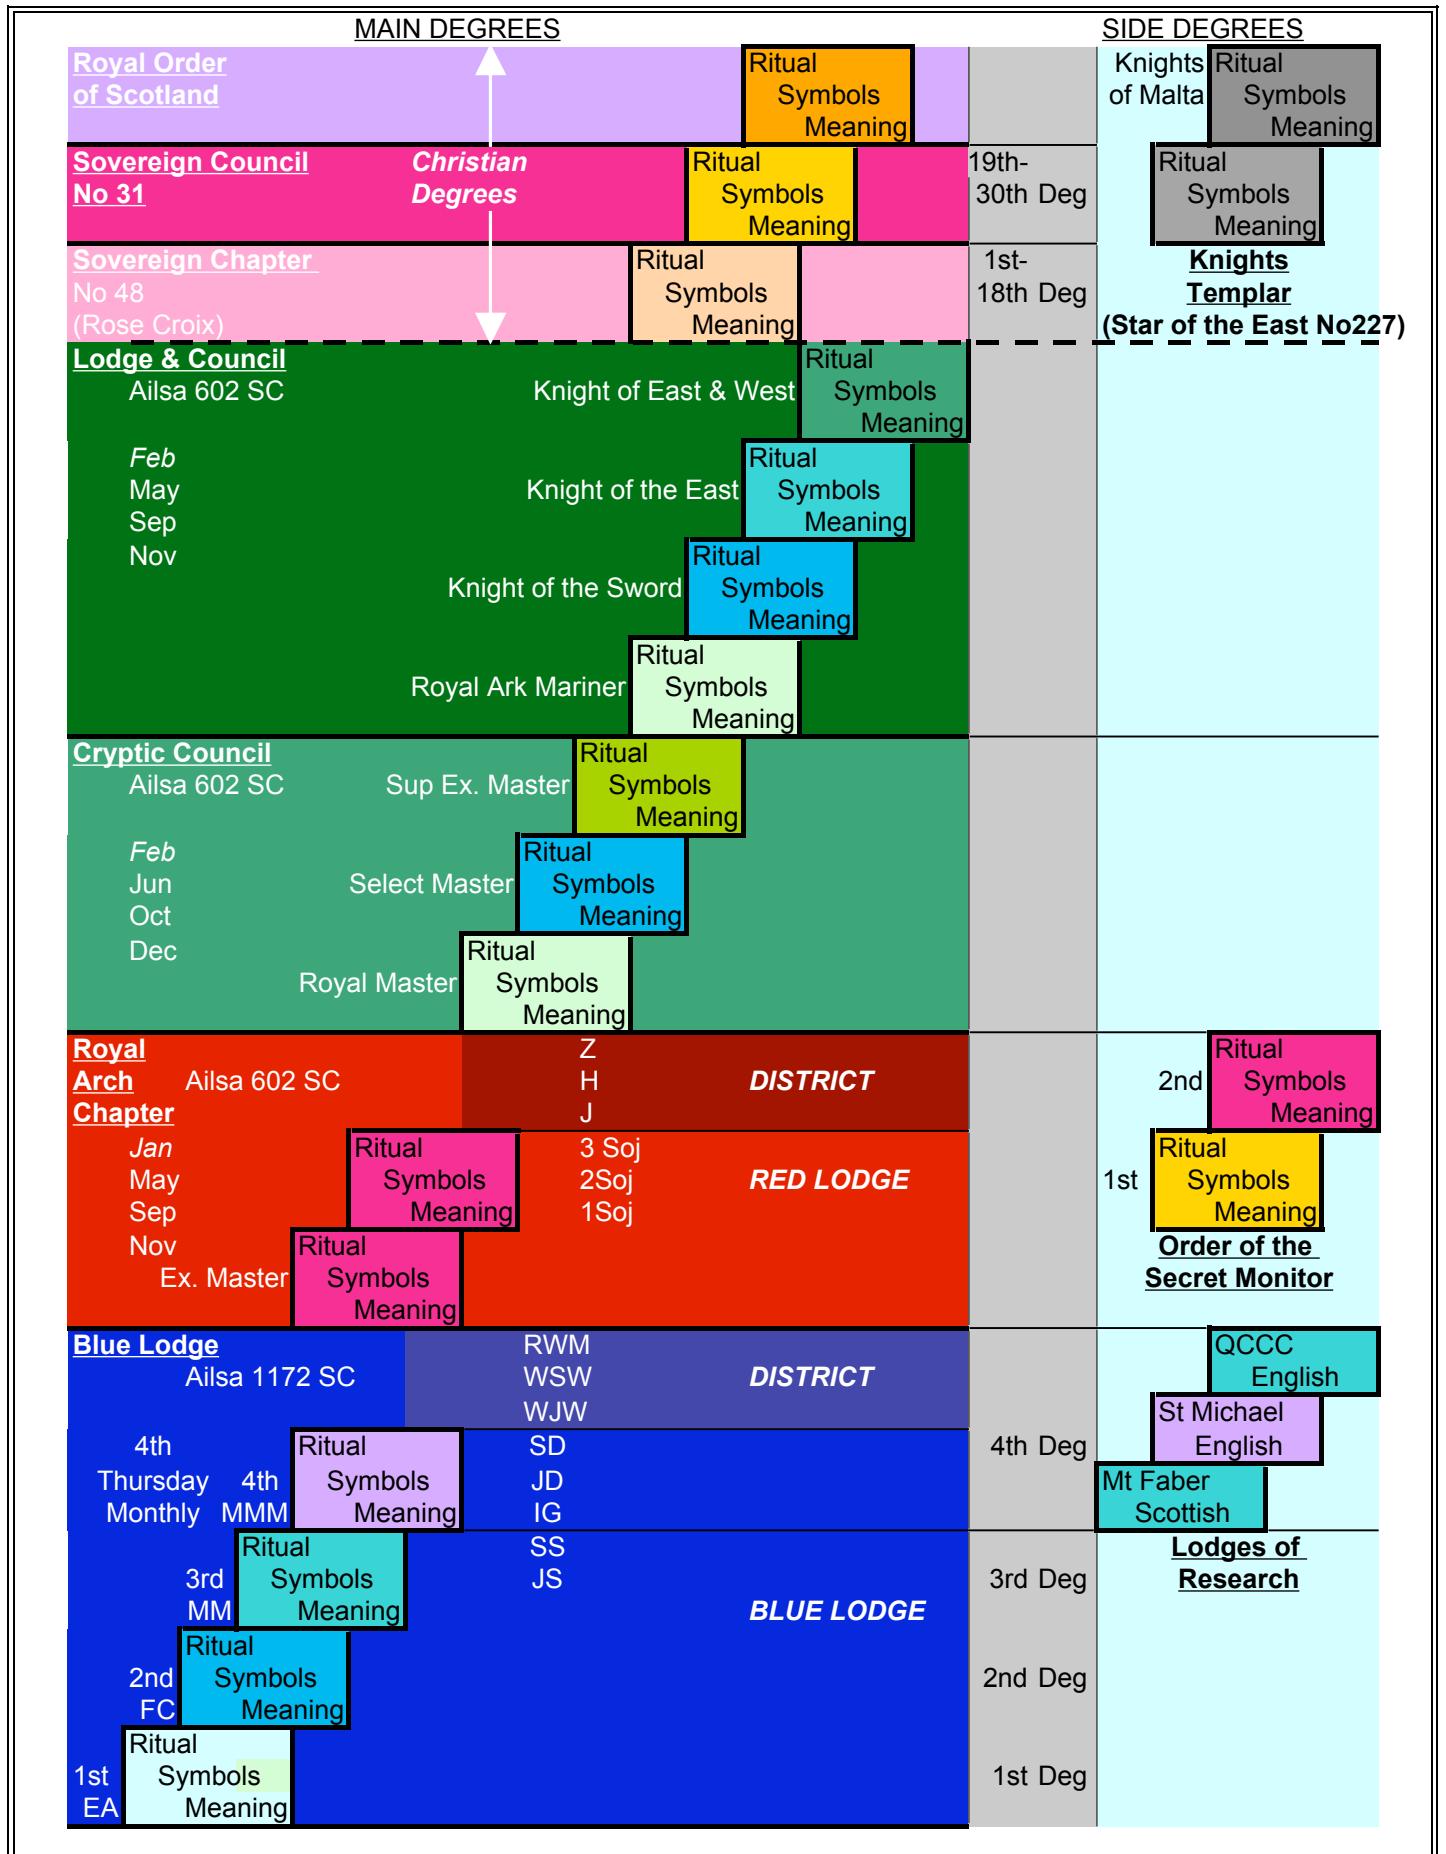 MAIN DEGREES SIDE DEGREES
Royal Order Ritual Knights Ritual
of Scotland Symbols of Malta Symbols
Meaning Meaning
Sovereign Council Christian Ritual 19th- Ritual
No 31 Degrees Symbols 30th Deg Symbols
Meaning Meaning
Sovereign Chapter Ritual 1st- Knights
No 48 Symbols 18th Deg Templar
(Rose Croix) Meaning (Star of the East No227)
Lodge & Council Ritual
Ailsa 602 SC Knight of East & West Symbols
Meaning
Feb Ritual
May Knight of the East Symbols
Sep Meaning
Nov Ritual
Knight of the Sword Symbols
Meaning
Ritual
Royal Ark Mariner Symbols
Meaning
Cryptic Council Ritual
Ailsa 602 SC Sup Ex. Master Symbols
Meaning
Feb Ritual
Jun Select Master Symbols
Oct Meaning
Dec Ritual
Royal Master Symbols
Meaning
Royal Z Ritual
Arch Ailsa 602 SC H DISTRICT 2nd Symbols
Chapter J Meaning
Jan Ritual 3 Soj Ritual
May Symbols 2Soj RED LODGE 1st Symbols
Sep Meaning 1Soj Meaning
Nov Ritual Order of the
Ex. Master Symbols Secret Monitor
Meaning
Blue Lodge RWM QCCC
Ailsa 1172 SC WSW DISTRICT English
WJW St Michael
4th Ritual SD 4th Deg English
Thursday 4th Symbols JD Mt Faber
Monthly MMM Meaning IG Scottish
Ritual SS Lodges of
3rd Symbols JS 3rd Deg Research
MM Meaning BLUE LODGE
Ritual
2nd Symbols 2nd Deg
FC Meaning
Ritual
1st Symbols 1st Deg
EA Meaning